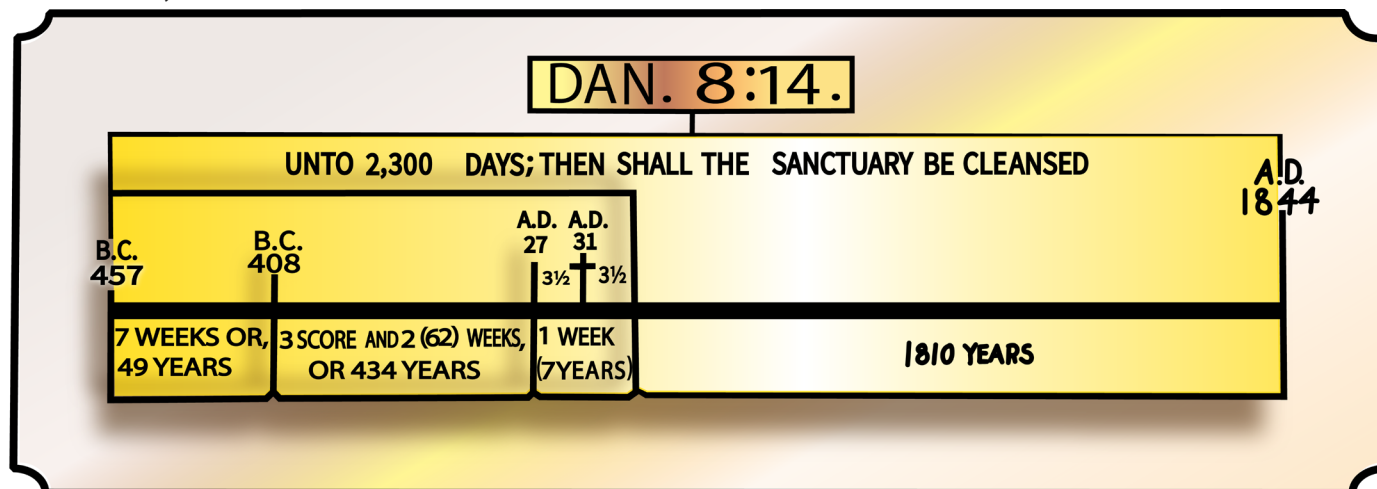 DAN. 8:14.
UNTO 2,300 DAYS; THEN SHALL THE SANCTUARY BE CLEANSED
A.D.
1844
B.C.
457
B.C.
408
A.D.
27
A.D.
31
3½
3½
7 WEEKS OR,
49 YEARS
3 SCORE AND 2 (62) WEEKS,
OR 434 YEARS
1 WEEK
(7YEARS)
1810 YEARS